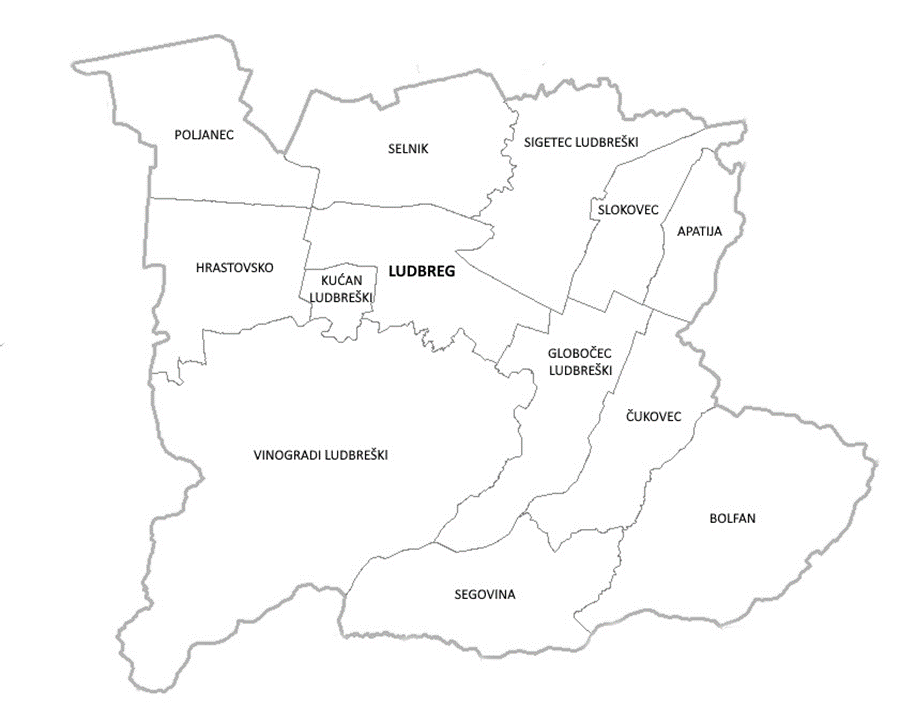 POLJANEC
SELNIK
SIGETEC LUDBREŠKI
SLOKOVEC
APATIJA
HRASTOVSKO
KUĆAN
LUDBREŠKI
LUDBREG
GLOBOČEC
LUDBREŠKI
ČUKOVEC
VINOGRADI LUDBREŠKI
BOLFAN
SEGOVINA